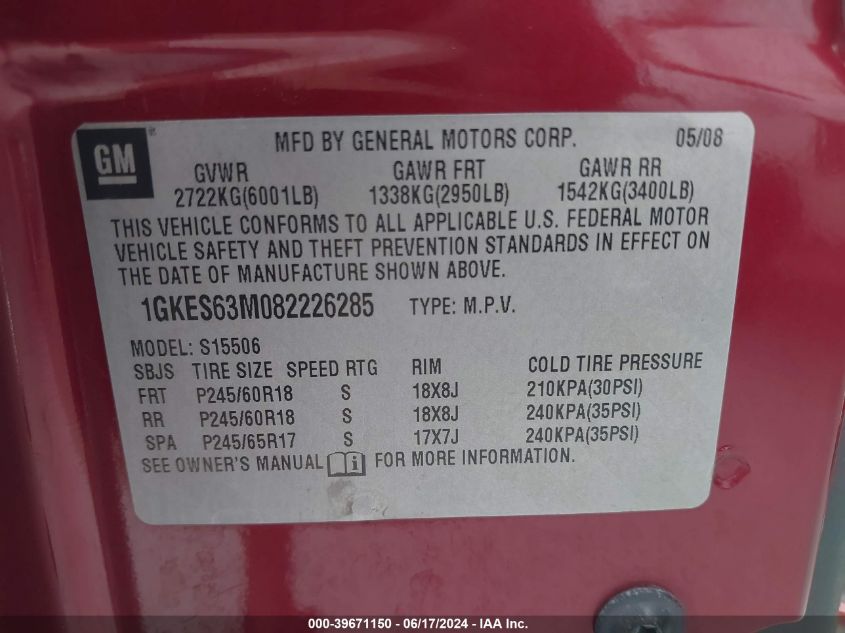 GM
MFD BY GENERAL MOTORS CORP. 05/08
GVWR GAWR FRT GAWR RR
2722KG(6001LB) 1338KG(2950LB) 1542KG(3400LB)
THIS VEHICLE CONFORMS TO ALL APPLICABLE U.S. FEDERAL MOTOR
VEHICLE SAFETY AND THEFT PREVENTION STANDARDS IN EFFECT ON
THE DATE OF MANUFACTURE SHOWN ABOVE.
1GKES63M082226285 TYPE: M.P.V.
MODEL: S15506
SBJS TIRE SIZE SPEED RTG RIM COLD TIRE PRESSURE
FRT P245/60R18 S 18X8J 210KPA(30PSI)
RR P245/60R18 S 18X8J 240KPA(35PSI)
SPA P245/65R17 S 17X7J 240KPA(35PSI)
SEE OWNER'S MANUAL i FOR MORE INFORMATION.
000-39671150 - 06/17/2024 - IAA Inc.